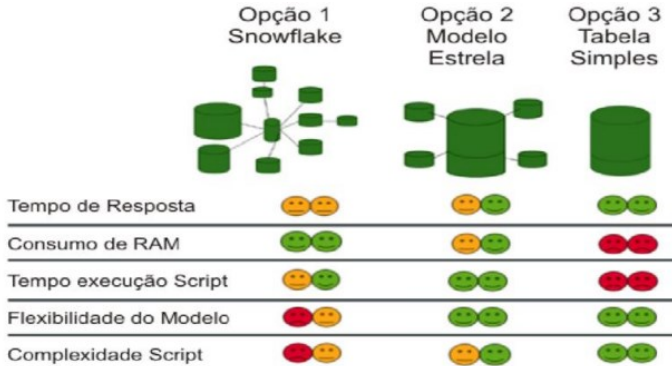 Opção 1
Snowflake
Opção 2
Modelo
Estrela
Opção 3
Tabela
Simples
Tempo de Resposta
Consumo de RAM
Tempo execução Script
Flexibilidade do Modelo
Complexidade Script